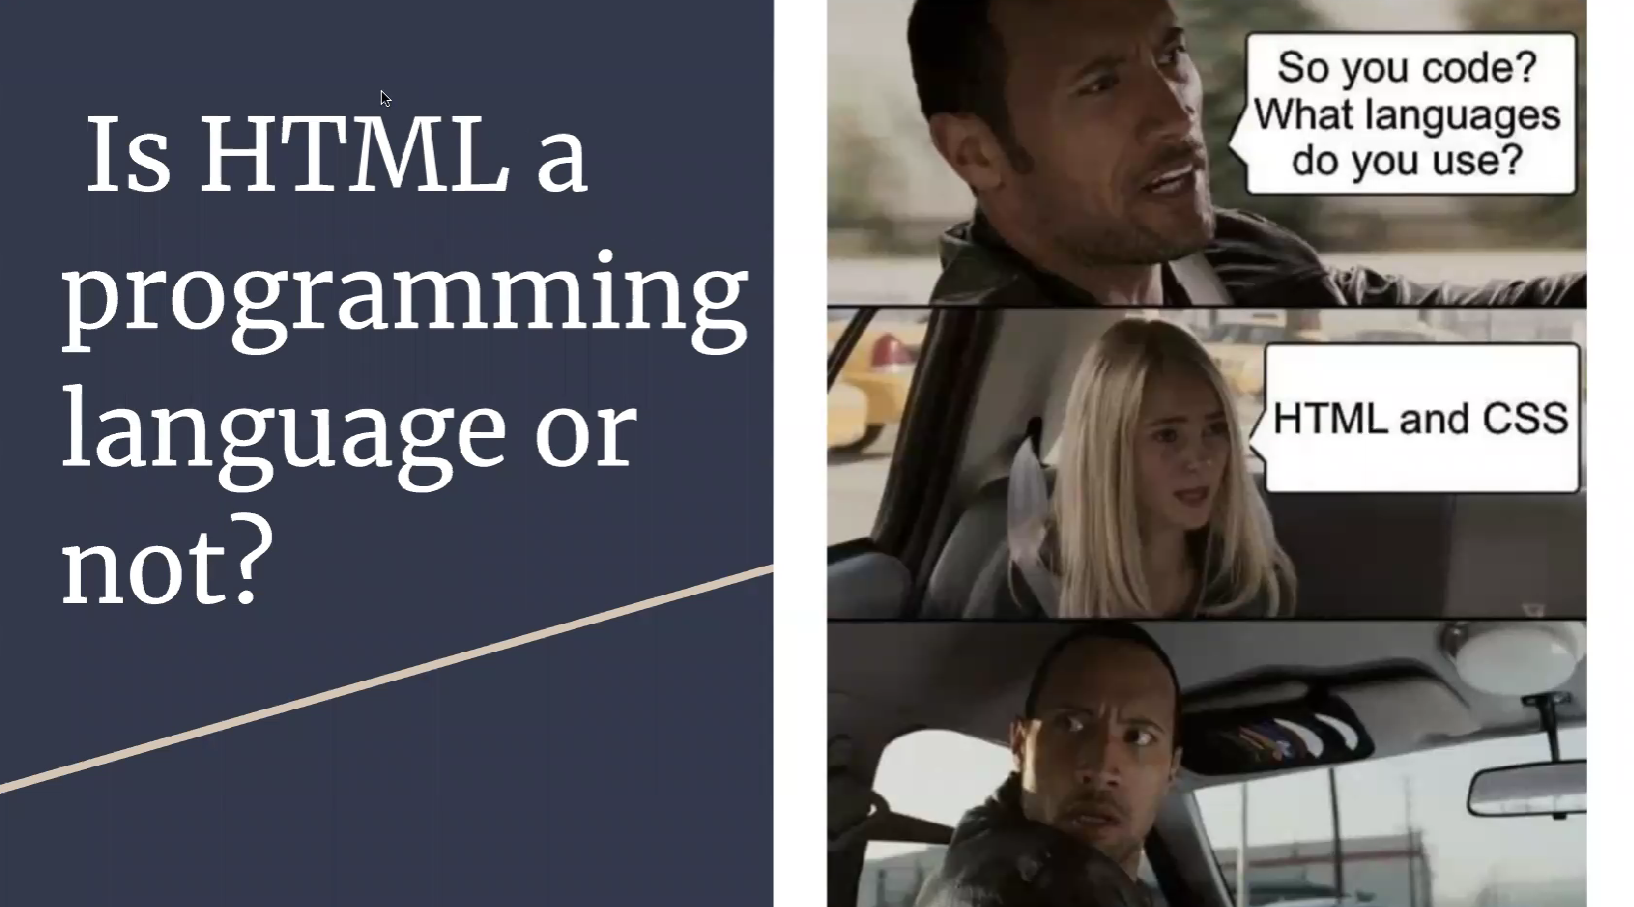 Is HTML a
programming
language or
not?
So you code?
What languages
do you use?
HTML and CSS